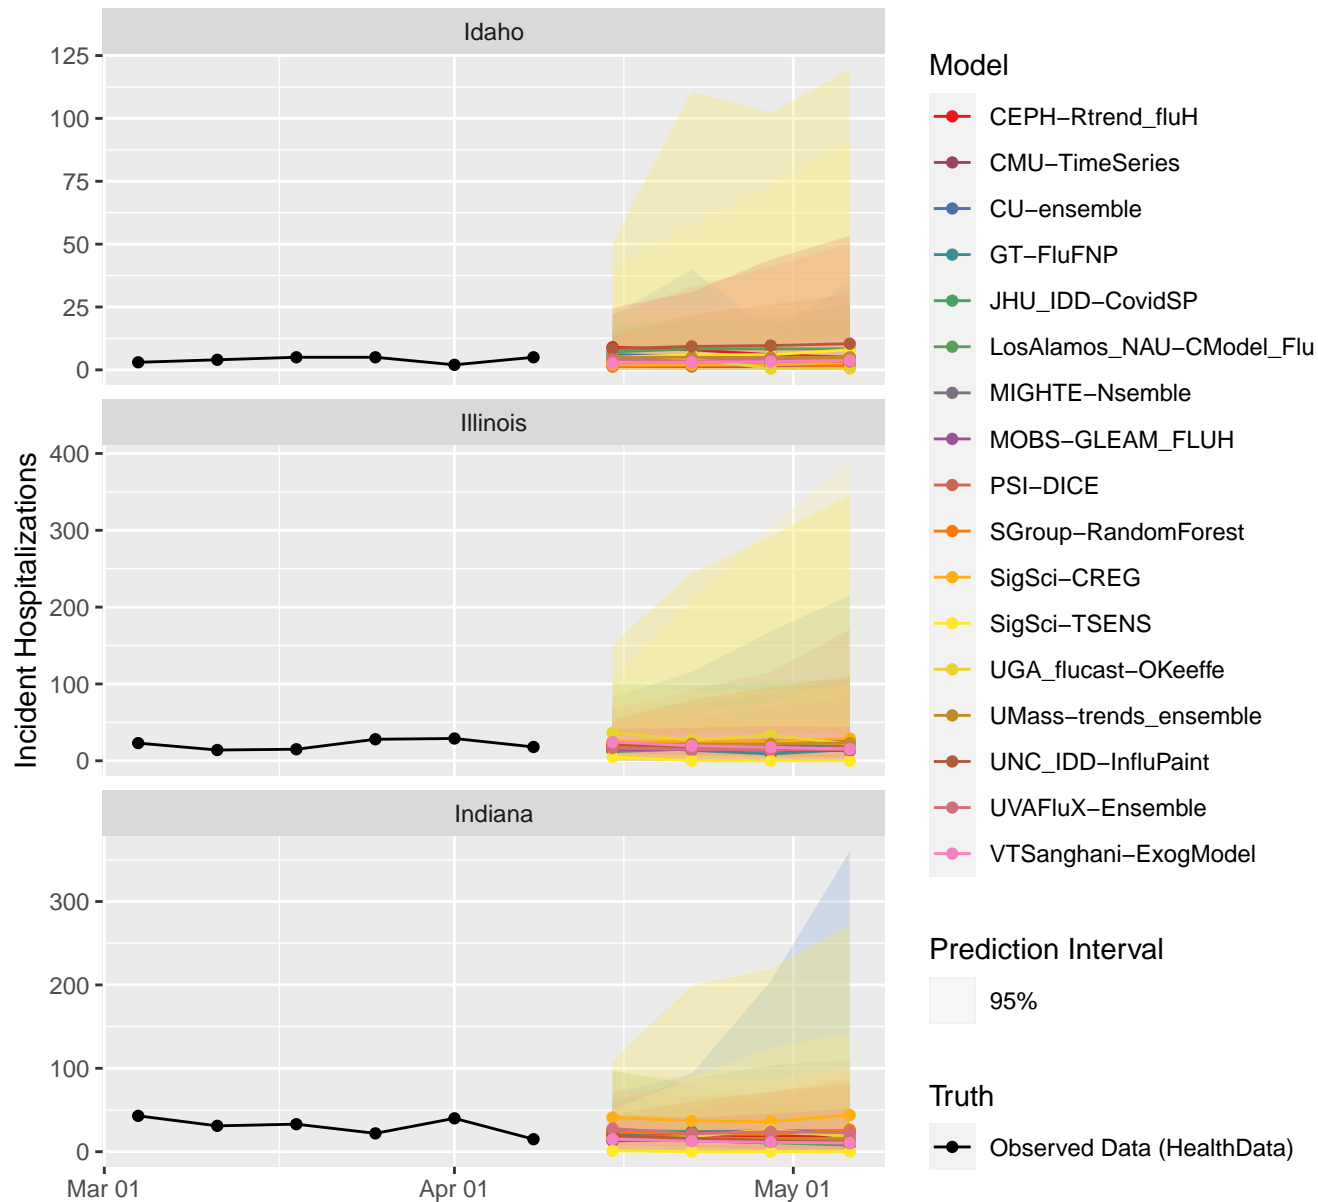 Idaho
125
100
75
50
25
0
Illinois
400
300
200
100
0
Indiana
300
200
100
0
Mar 01
Apr 01
May 01
Incident Hospitalizations
Model
CEPH−Rtrend_fluH
CMU−TimeSeries
CU−ensemble
GT−FluFNP
JHU_IDD−CovidSP
LosAlamos_NAU−CModel_Flu
MIGHTE−Nsemble
MOBS−GLEAM_FLUH
PSI−DICE
SGroup−RandomForest
SigSci−CREG
SigSci−TSENS
UGA_flucast−OKeeffe
UMass−trends_ensemble
UNC_IDD−InfluPaint
UVAFluX−Ensemble
VTSanghani−ExogModel
Prediction Interval
95%
Truth
Observed Data (HealthData)